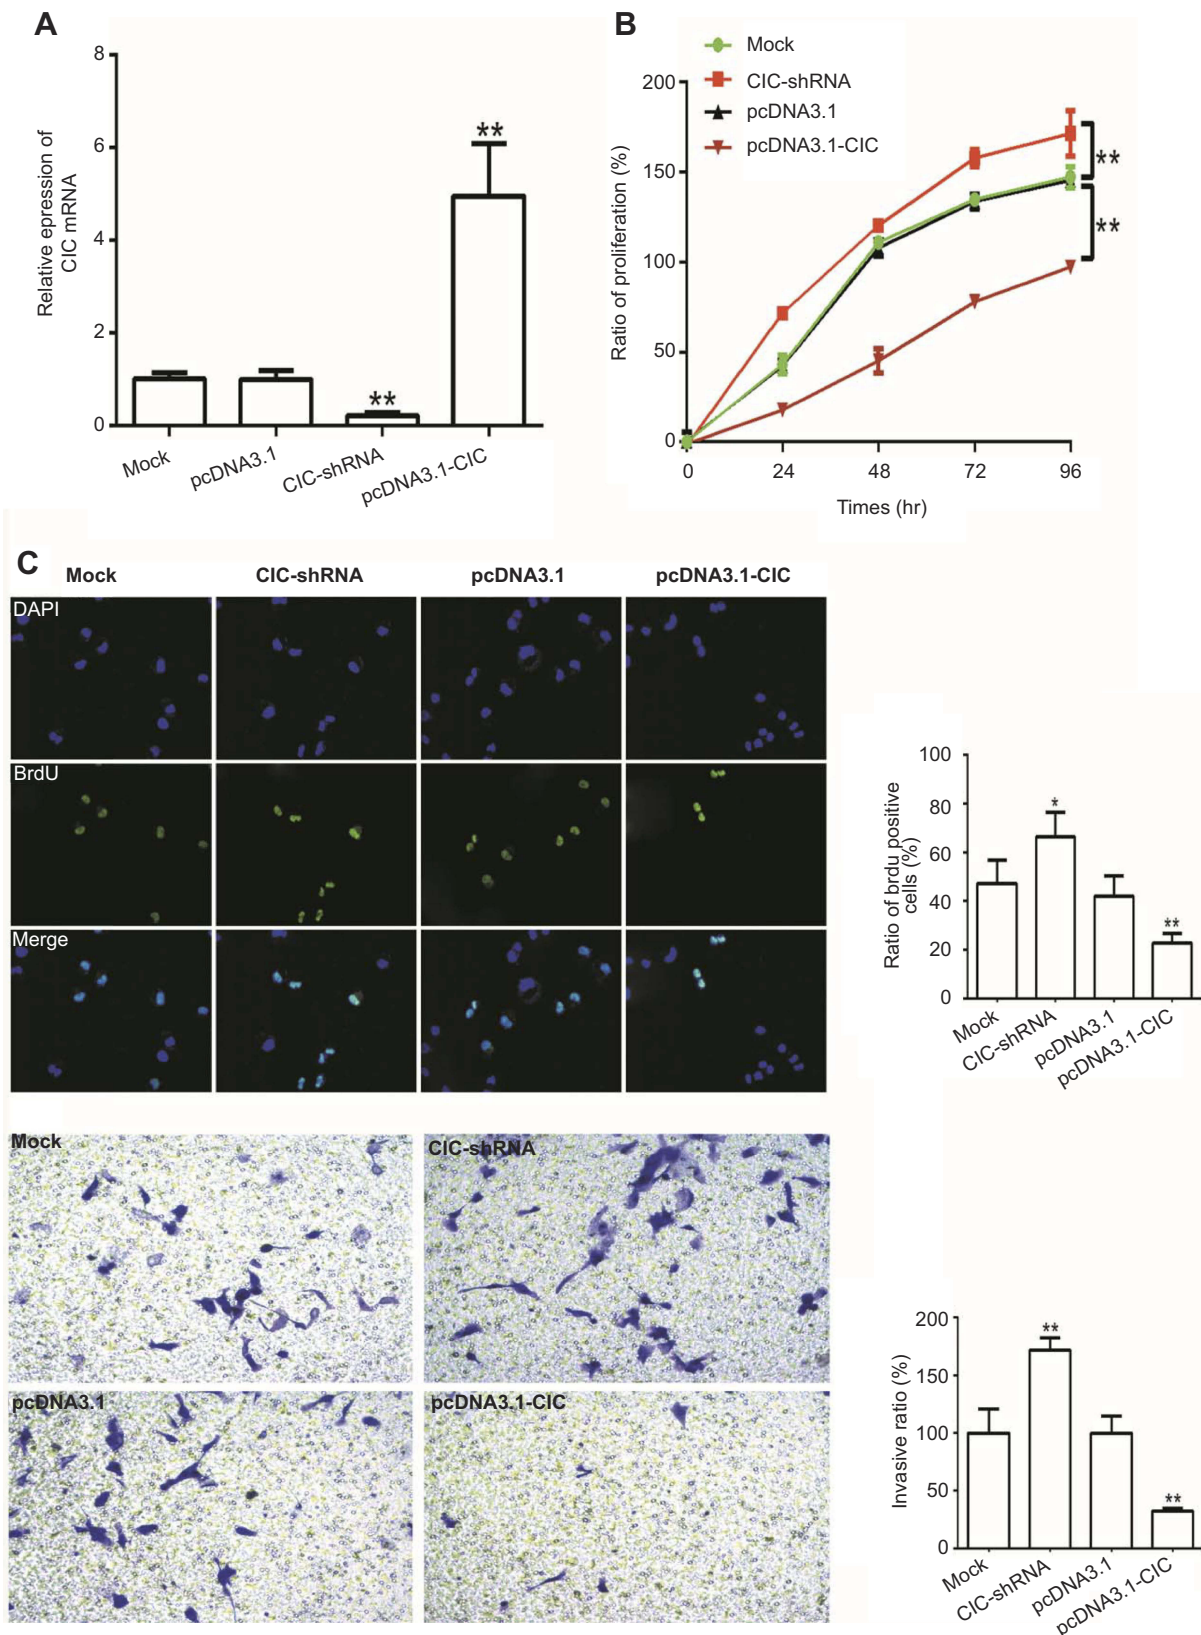 A
8
6
4
2
0
Relative epression of
CIC mRNA
**
**
Mock
pcDNA3.1
CIC-shRNA
pcDNA3.1-CIC
B
Mock
CIC-shRNA
pcDNA3.1
pcDNA3.1-CIC
200
150
100
50
0
Ratio of proliferation (%)
**
**
0
24
48
72
96
Times (hr)
C
Mock
CIC-shRNA
pcDNA3.1
pcDNA3.1-CIC
DAPI
BrdU
Merge
100
80
60
40
20
0
Ratio of brdu positive
cells (%)
*
**
Mock
CIC-shRNA
pcDNA3.1
pcDNA3.1-CIC
Mock
CIC-shRNA
pcDNA3.1
pcDNA3.1-CIC
200
150
100
50
0
Invasive ratio (%)
**
**
Mock
CIC-shRNA
pcDNA3.1
pcDNA3.1-CIC